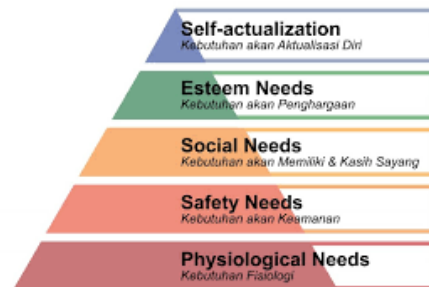 Self-actualization
Kebutuhan akan Aktualisasi Diri
Esteem Needs
Kebutuhan akan Penghargaan
Social Needs
Kebutuhan akan Memiliki & Kasih Sayang
Safety Needs
Kebutuhan akan Keamanan
Physiological Needs
Kebutuhan Fisiologi